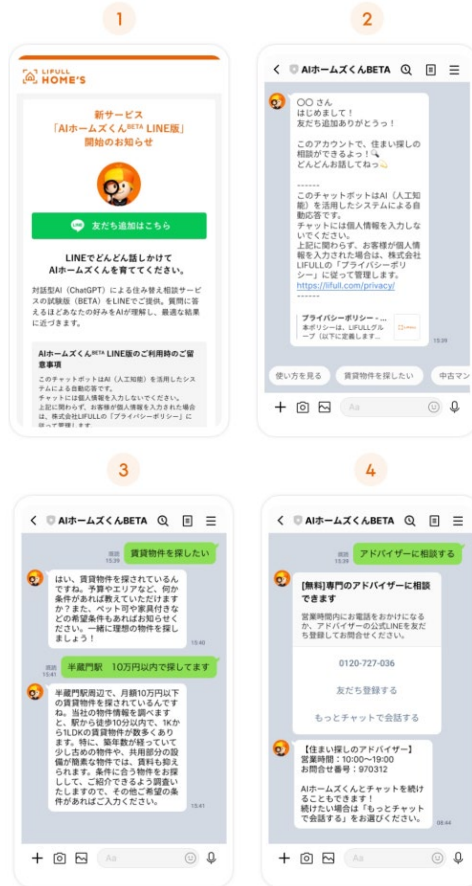 1
LIFULL
HOME'S
新サービス
「AIホームズくんBETA LINE版」
開始のお知らせ
LINE 友だち追加はこちら
LINEでどんどん話しかけて
AIホームズくんを育ててください。
対話型AI（ChatGPT）による住み替え相談サービ
スの試験版（BETA）をLINEでご提供。質問に答
えるほどあなたの好みをAIが理解し、最適な結果
に近づきます。
AIホームズくんBETA LINE版のご利用時のご留
意事項
このチャットボットはAI（人工知能）を活用したシス
テムによる自動応答です。
チャットには個人情報を入力しないでください。
上記に関わらず、お客様が個人情報を入力された場合
は、株式会社LIFULLの「プライバシーポリシー」に
従って管理します。
2
AIホームズくんBETA
〇〇 さん
はじめまして！
友だち追加ありがとうっ！
このアカウントで、住まい探しの
相談ができるよっ！
どんどんお話してねっ
------
このチャットボットはAI（人工知
能）を活用したシステムによる自
動応答です。
チャットには個人情報を入力しな
いでください。
上記に関わらず、お客様が個人情
報を入力された場合は、株式会社
LIFULLの「プライバシーポリ
シー」に従って管理します。
https://lifull.com/privacy/
------
プライバシーポリシー - ...
本ポリシーは、LIFULLグル
ープ（以下に定義します...
15:39
使い方を見る
賃貸物件を探したい
中古マン
Aa
3
AIホームズくんBETA
既読
15:39
賃貸物件を探したい
はい、賃貸物件を探されているん
ですね。予算やエリアなど、何か
条件があれば教えていただけます
か？また、ペット可や家具付きな
どの希望条件もあればお知らせく
ださい。一緒に理想の物件を探し
ましょう！
15:40
既読
15:41
半蔵門駅　10万円以内で探してます
半蔵門駅周辺で、月額10万円以下
の賃貸物件を探されているんです
ね。当社の物件情報を調べます
と、駅から徒歩10分以内で、1Kか
ら1LDKの賃貸物件が数多くあり
ます。特に、築年数が経っていて
少し古めの物件や、共用部分の設
備が簡素な物件では、賃料も抑え
られます。条件に合う物件をお探
しして、ご紹介できるよう調査い
たしますので、その他ご希望の条
件があればご入力ください。
15:41
Aa
4
AIホームズくんBETA
既読
15:39
アドバイザーに相談する
[無料]専門のアドバイザーに相談
できます
営業時間内にお電話をおかけになる
か、アドバイザーの公式LINEを友だ
ち登録してお問合せください。
0120-727-036
友だち登録する
もっとチャットで会話する
【住まい探しのアドバイザー】
営業時間：10:00〜19:00
お問合せ番号：970312
AIホームズくんとチャットを続け
ることもできます！
続けたい場合は「もっとチャット
で会話する」をお選びください。
08:44
Aa